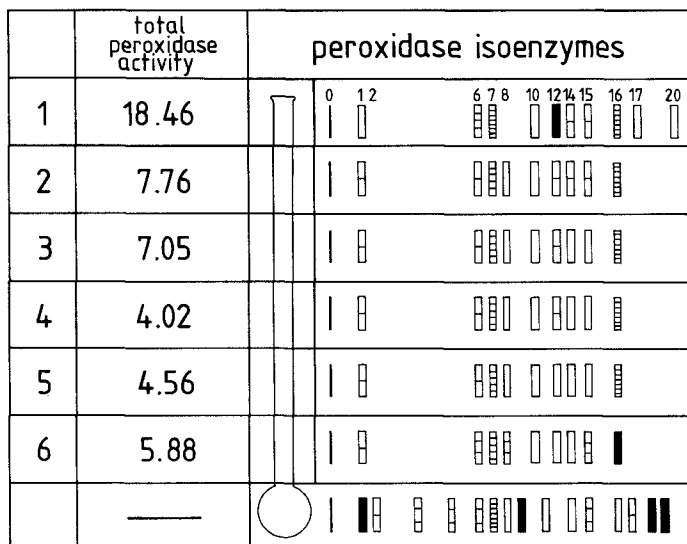 total
peroxidase
activity
peroxidase isoenzymes
0 1 2 6 7 8 10 12 14 15 16 17 20
1 18.46
2 7.76
3 7.05
4 4.02
5 4.56
6 5.88